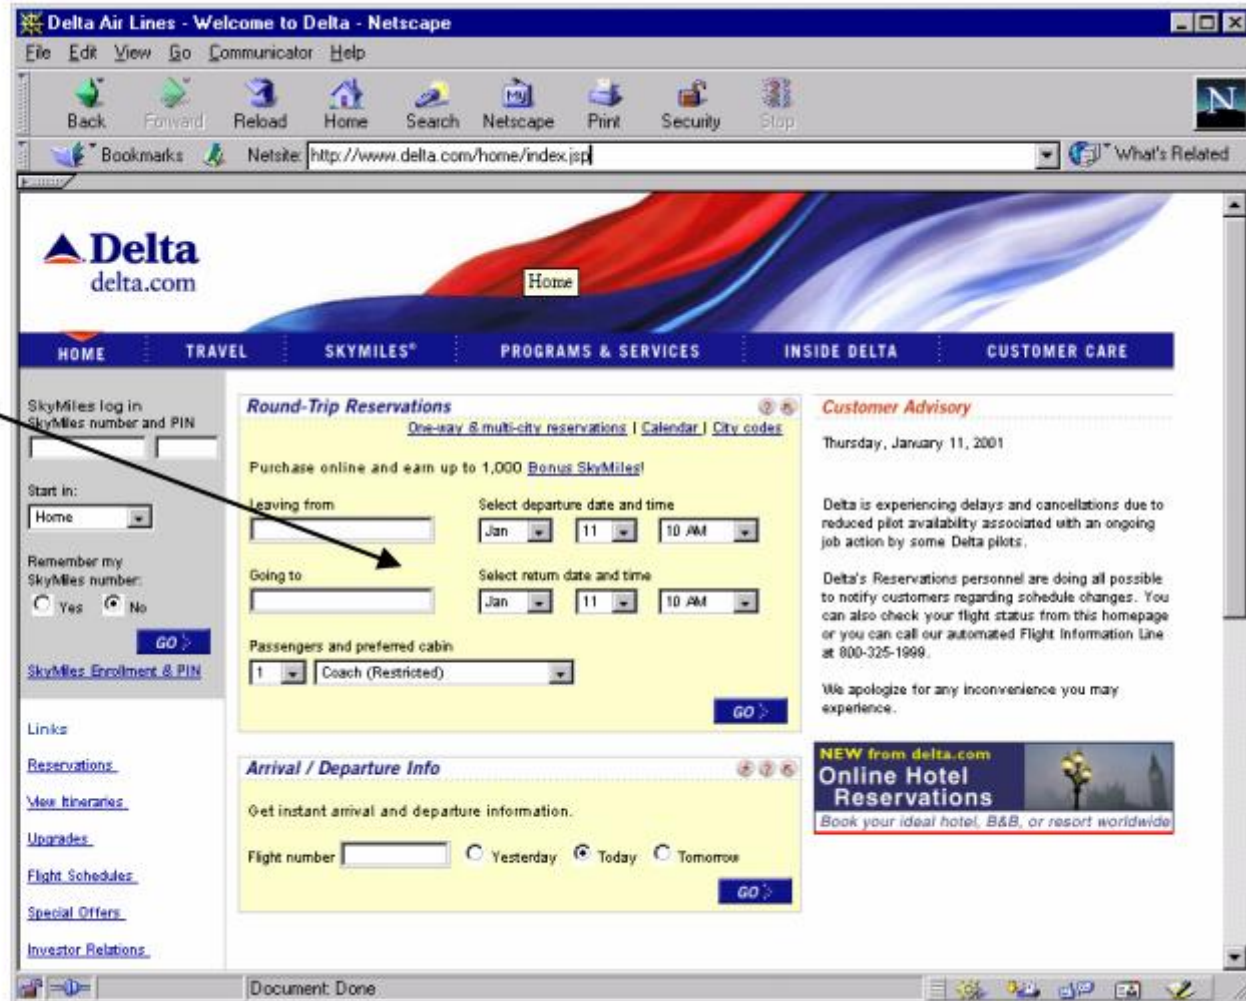 Delta Air Lines - Welcome to Delta - Netscape
File Edit View Go Communicator Help
Back Forward Reload Home Search Netscape Print Security Stop
Bookmarks Netsite: http://www.delta.com/home/index.jsp What's Related
Delta
delta.com
Home
HOME TRAVEL SKYMILES® PROGRAMS & SERVICES INSIDE DELTA CUSTOMER CARE
SkyMiles log in
SkyMiles number and PIN
Start in:
Home
Remember my
SkyMiles number:
Yes No
GO
SkyMiles Enrollment & PIN
Links
Reservations
View Itineraries
Upgrades
Flight Schedules
Special Offers
Investor Relations
Round-Trip Reservations
One-way & multi-city reservations | Calendar | City codes
Purchase online and earn up to 1,000 Bonus SkyMiles!
Leaving from Select departure date and time
Jan 11 10 AM
Going to Select return date and time
Jan 11 10 AM
Passengers and preferred cabin
1 Coach (Restricted)
GO
Arrival / Departure Info
Get instant arrival and departure information.
Flight number Yesterday Today Tomorrow
GO
Customer Advisory
Thursday, January 11, 2001
Delta is experiencing delays and cancellations due to
reduced pilot availability associated with an ongoing
job action by some Delta pilots.
Delta's Reservations personnel are doing all possible
to notify customers regarding schedule changes. You
can also check your flight status from this homepage
or you can call our automated Flight Information Line
at 800-325-1999.
We apologize for any inconvenience you may
experience.
NEW from delta.com
Online Hotel
Reservations
Book your ideal hotel, B&B, or resort worldwide
Document: Done